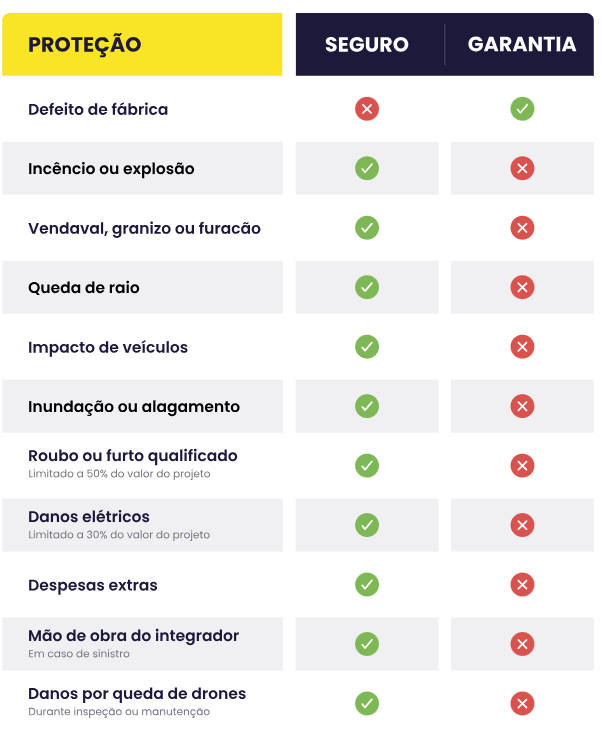 PROTEÇÃO SEGURO GARANTIA
Defeito de fábrica
Incêncio ou explosão
Vendaval, granizo ou furacão
Queda de raio
Impacto de veículos
Inundação ou alagamento
Roubo ou furto qualificado
Limitado a 50% do valor do projeto
Danos elétricos
Limitado a 30% do valor do projeto
Despesas extras
Mão de obra do integrador
Em caso de sinistro
Danos por queda de drones
Durante inspeção ou manutenção